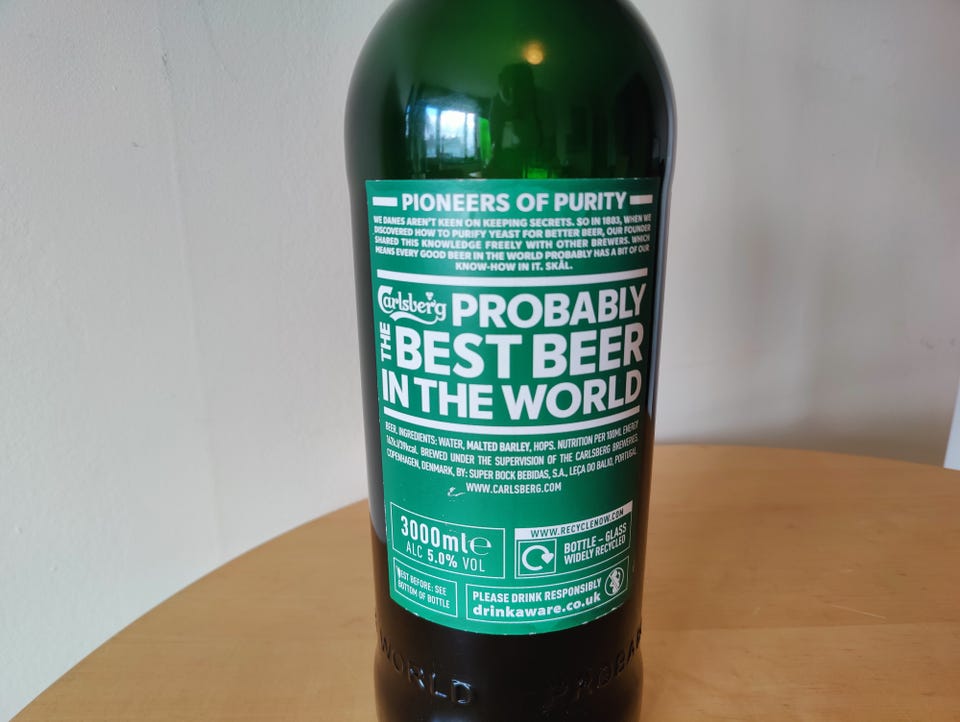 PIONEERS OF PURITY
WE DANES AREN'T KEEN ON KEEPING SECRETS. SO IN 1883, WHEN WE
DISCOVERED HOW TO PURIFY YEAST FOR BETTER BEER, OUR FOUNDER
SHARED THIS KNOWLEDGE FREELY WITH OTHER BREWERS. WHICH
MEANS EVERY GOOD BEER IN THE WORLD PROBABLY HAS A BIT OF OUR
KNOW-HOW IN IT. SKÅL.
Carlsberg PROBABLY
THE BEST BEER
IN THE WORLD
BEER. INGREDIENTS: WATER, MALTED BARLEY, HOPS. NUTRITION PER 100ML ENERGY
/39kcal. BREWED UNDER THE SUPERVISION OF THE CARLSBERG BREWERIES,
COPENHAGEN, DENMARK, BY: SUPER BOCK BEBIDAS, S.A., LEÇA DO BALIO, PORTUGAL.
WWW.CARLSBERG.COM
3000ml℮
ALC 5.0% VOL
WWW.RECYCLENOW.COM
BOTTLE – GLASS
WIDELY RECYCLED
BEST BEFORE: SEE
BOTTOM OF BOTTLE
PLEASE DRINK RESPONSIBLY
drinkaware.co.uk
WORLD PROBA